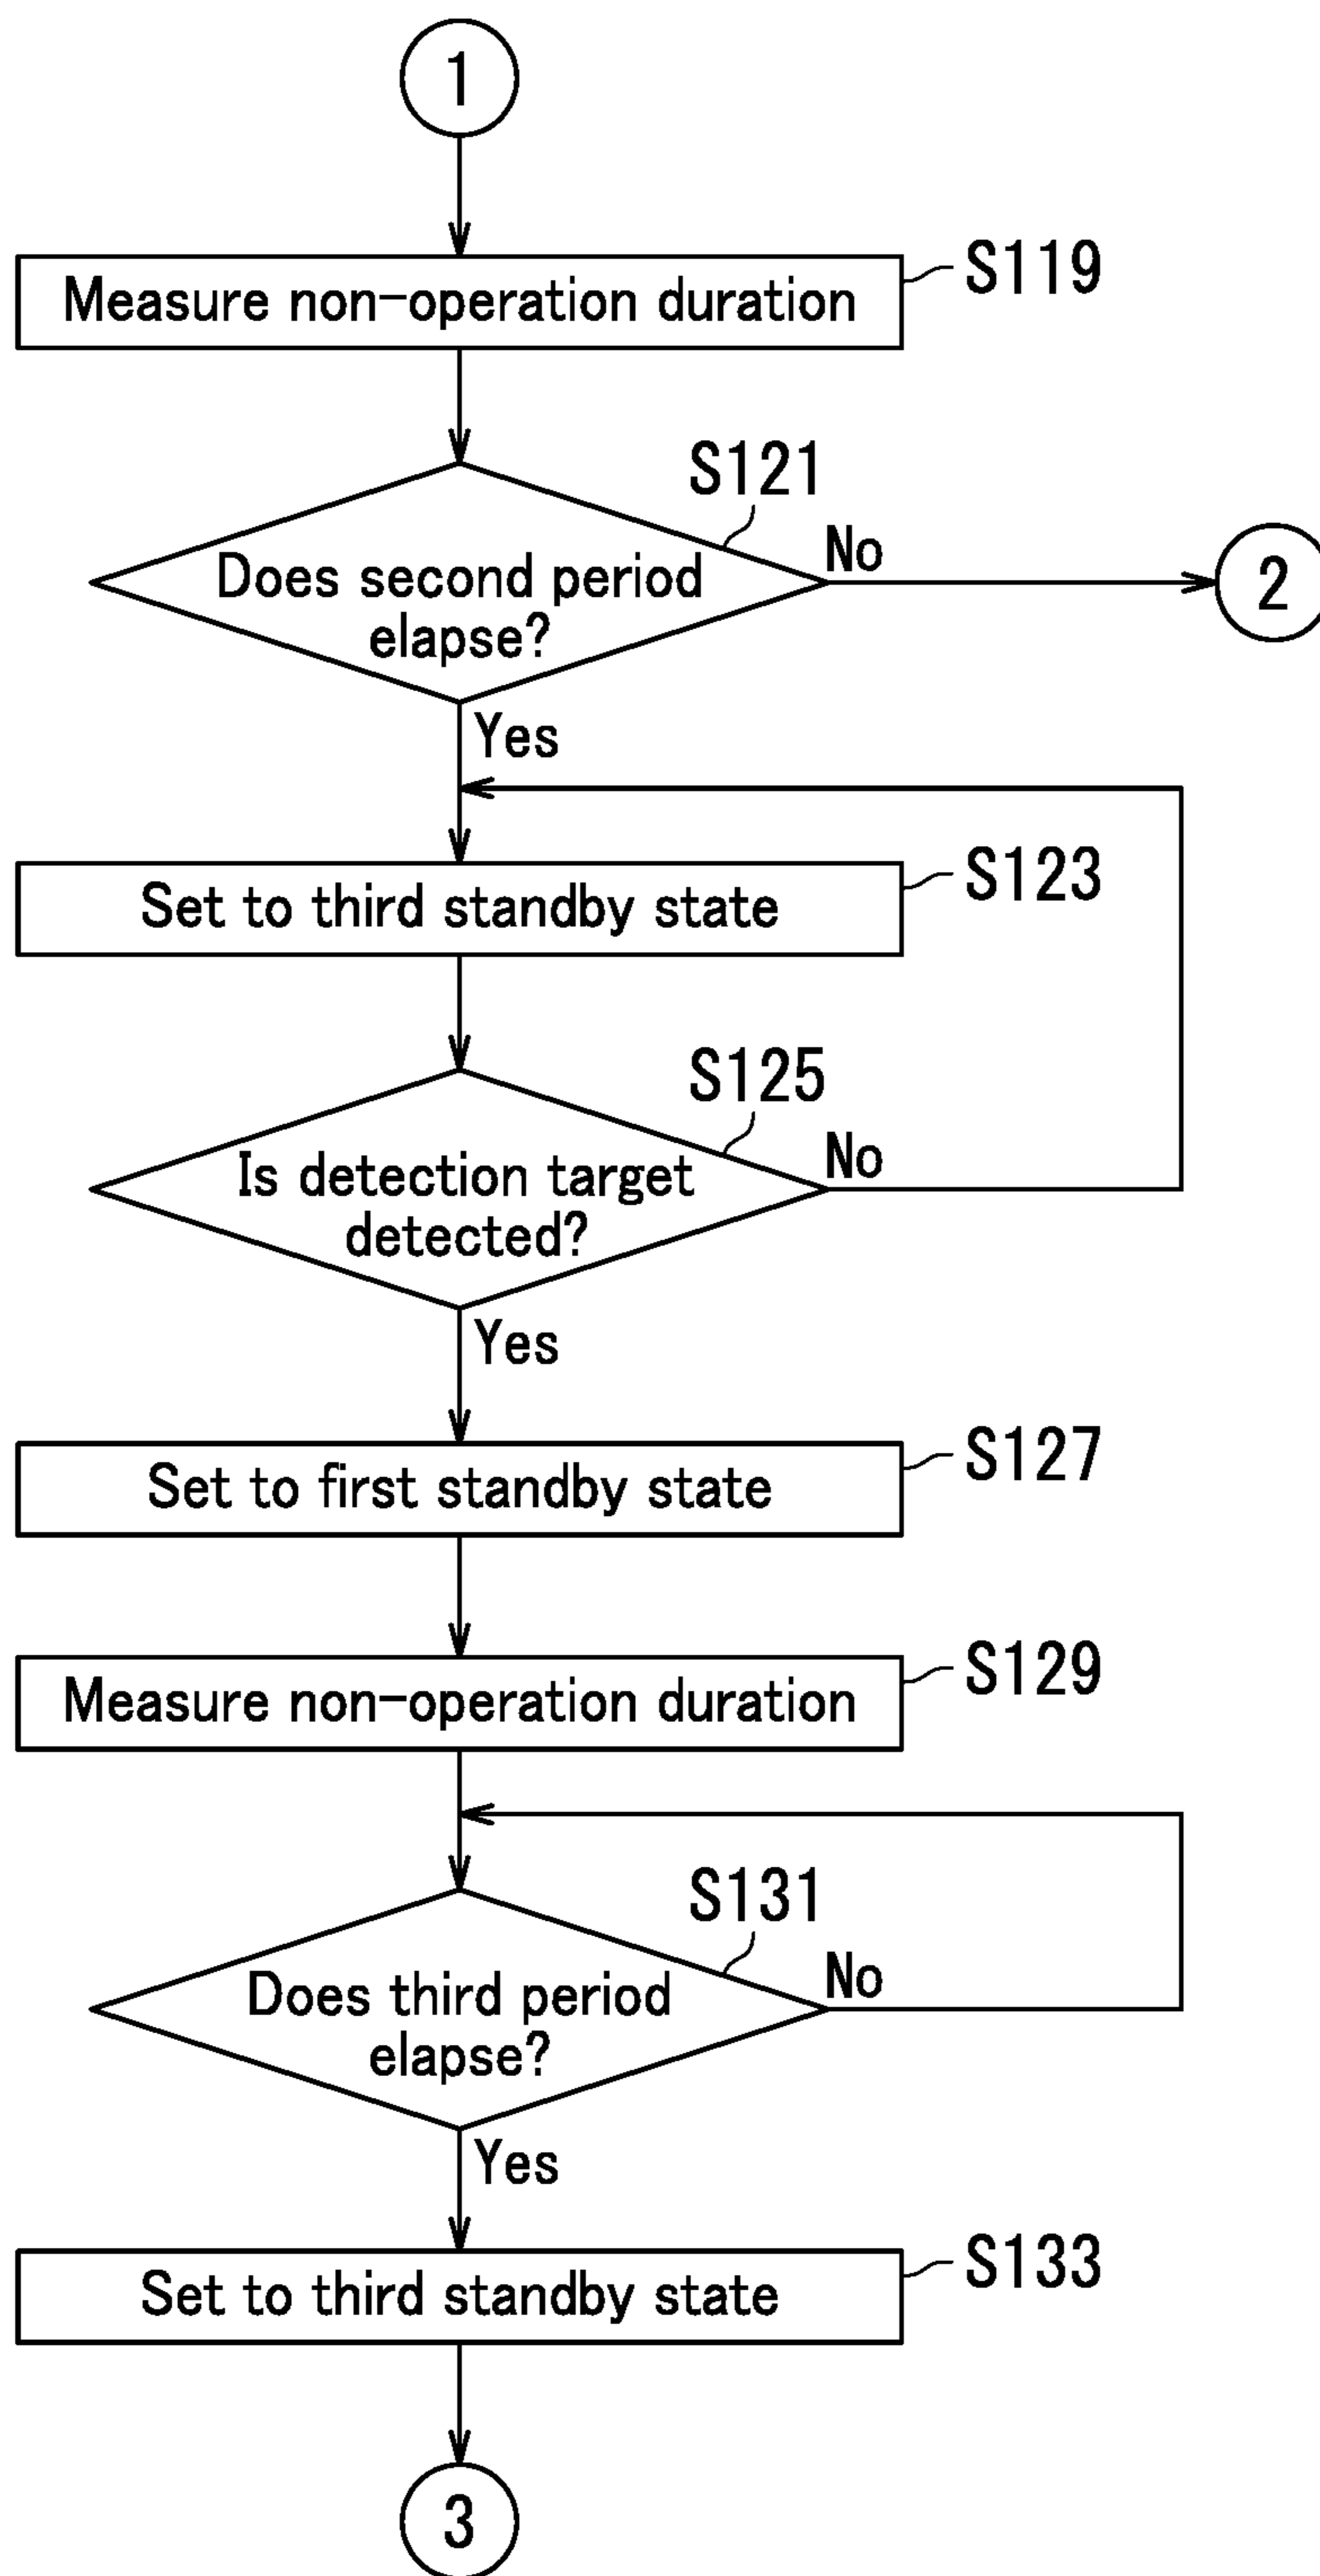 1
Measure non-operation duration
S119
S121
Does second period
elapse?
No
2
Yes
Set to third standby state
S123
S125
Is detection target
detected?
No
Yes
Set to first standby state
S127
Measure non-operation duration
S129
S131
Does third period
elapse?
No
Yes
Set to third standby state
S133
3